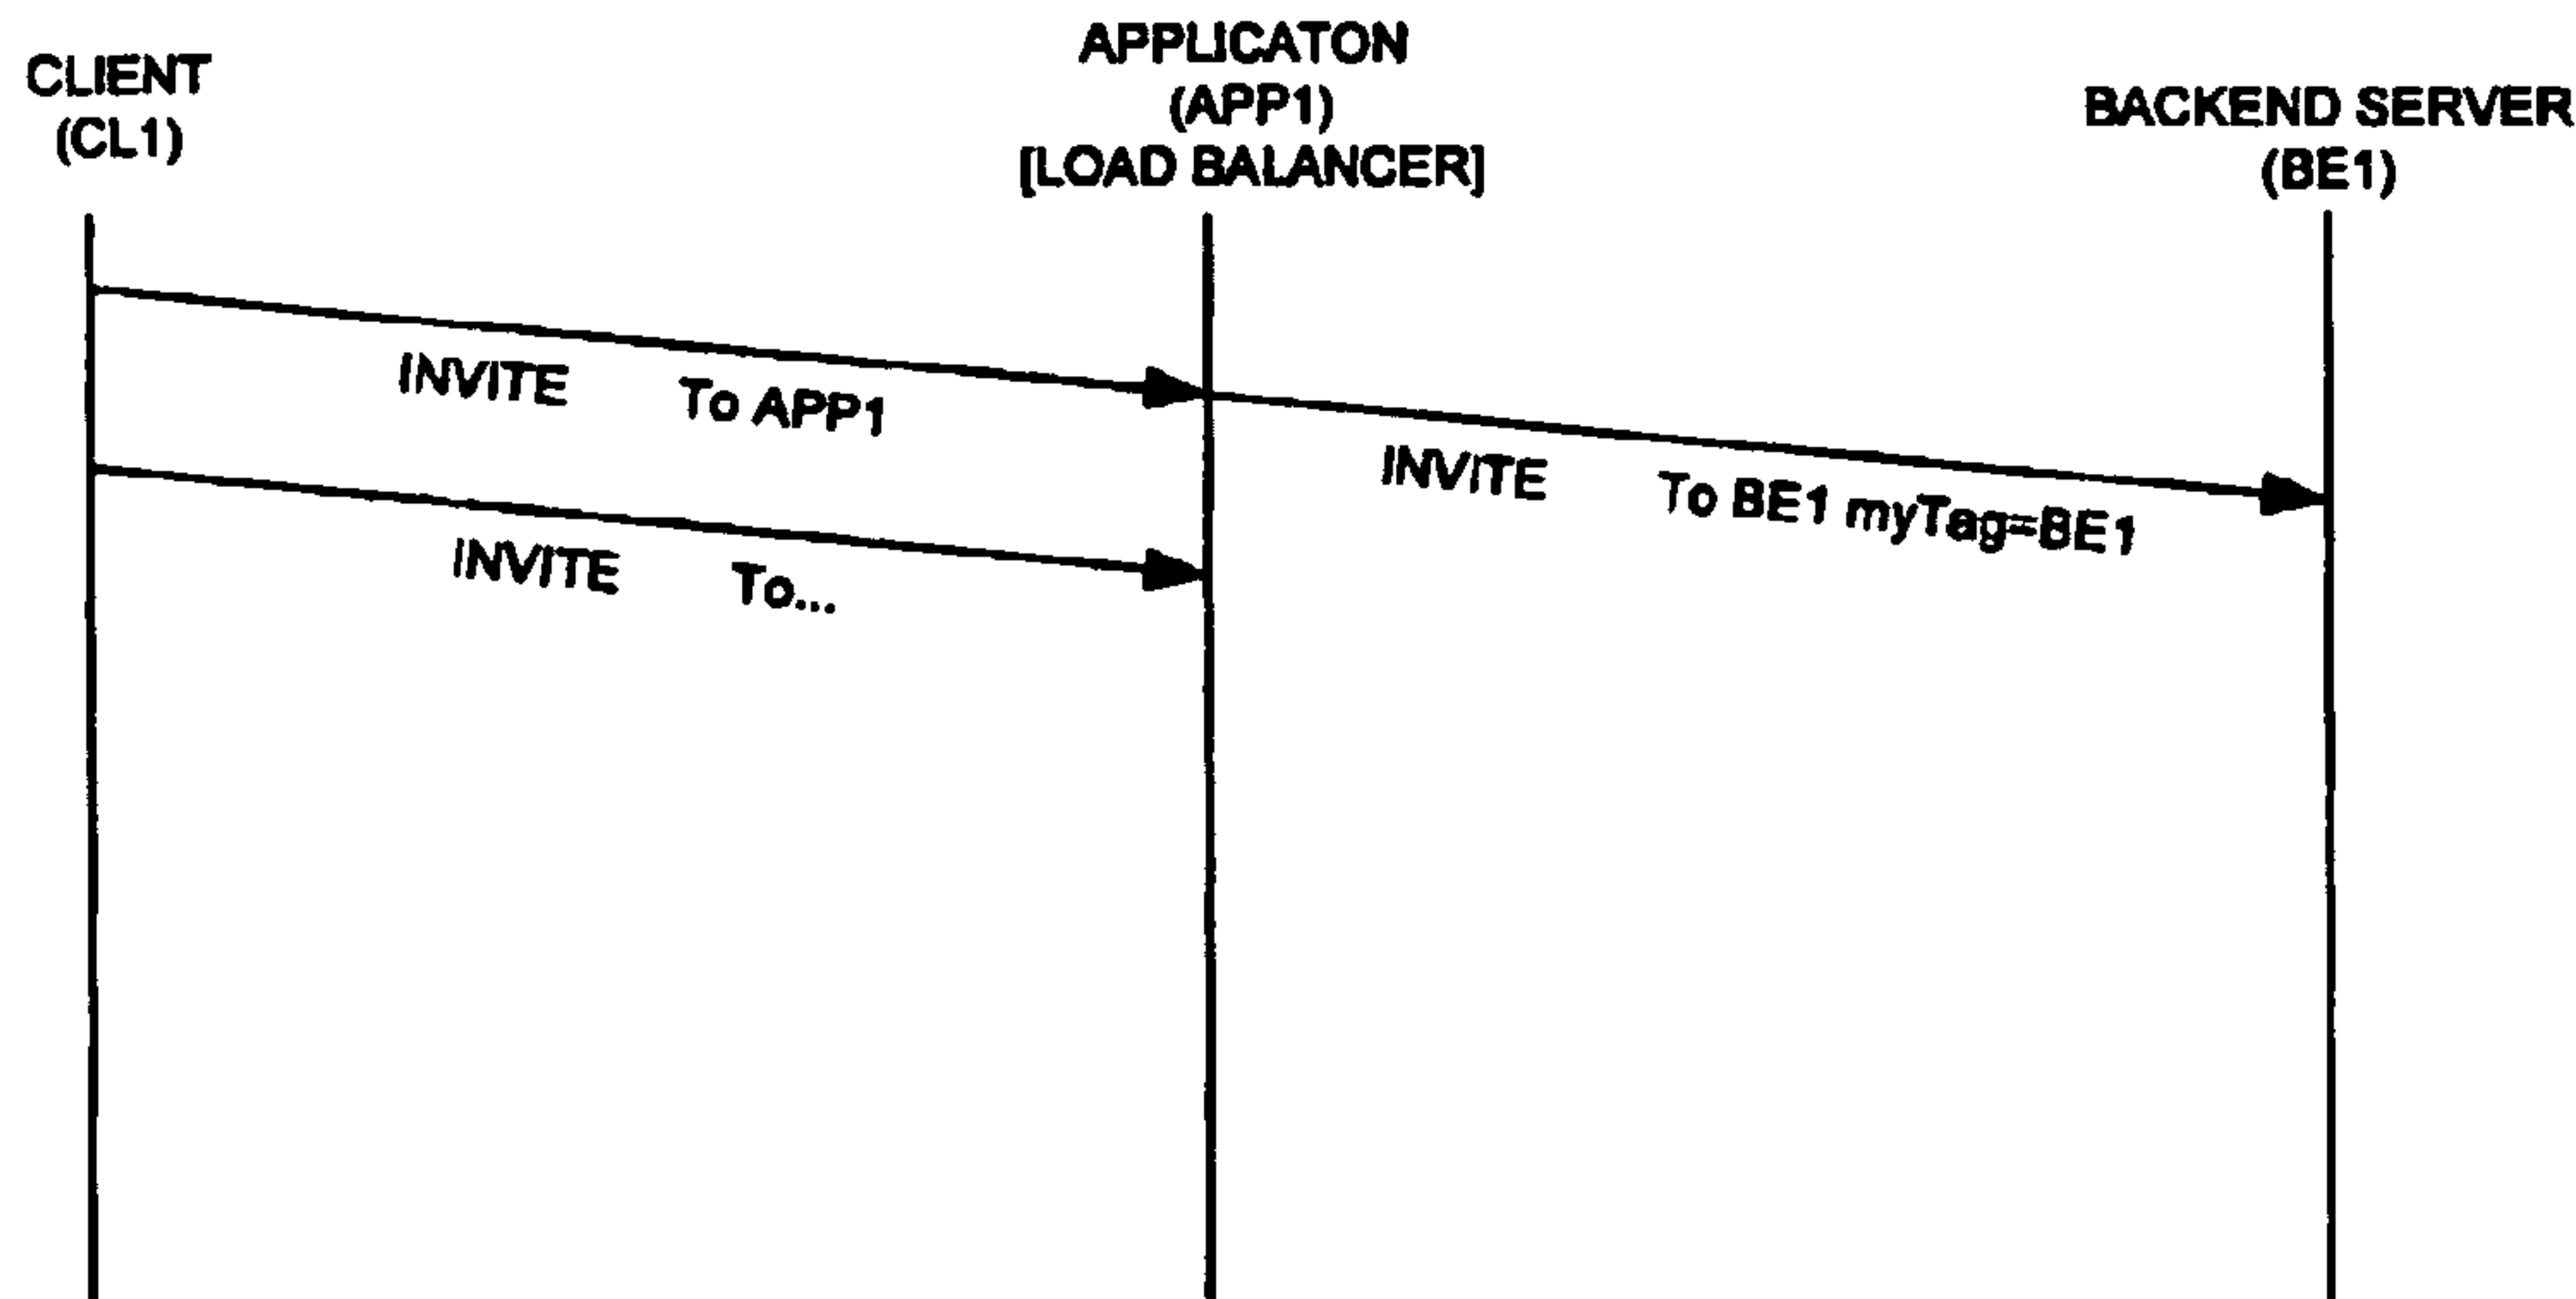 CLIENT
(CL1)
APPLICATON
(APP1)
[LOAD BALANCER]
BACKEND SERVER
(BE1)
INVITE To APP1
INVITE To BE1 myTag=BE1
INVITE To...